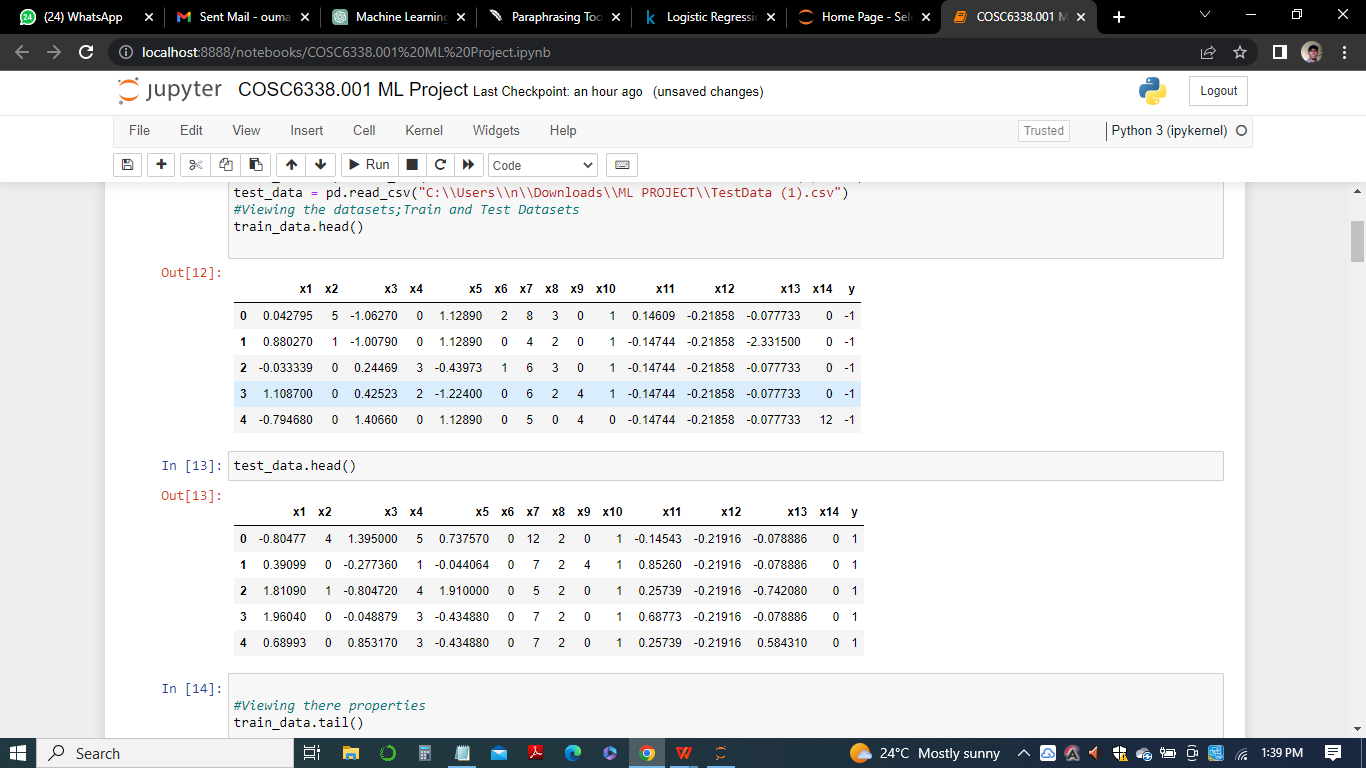 (24) WhatsApp
Sent Mail - ouma
Machine Learning
Paraphrasing Too
Logistic Regressi
Home Page - Sele
COSC6338.001 M
localhost:8888/notebooks/COSC6338.001%20ML%20Project.ipynb
jupyter COSC6338.001 ML Project Last Checkpoint: an hour ago (unsaved changes)
Logout
File Edit View Insert Cell Kernel Widgets Help
Trusted
Python 3 (ipykernel)
Run
Code
test_data = pd.read_csv("C:\\Users\\n\\Downloads\\ML PROJECT\\TestData (1).csv")
#Viewing the datasets;Train and Test Datasets
train_data.head()
Out[12]:
x1 x2 x3 x4 x5 x6 x7 x8 x9 x10 x11 x12 x13 x14 y
0 0.042795 5 -1.06270 0 1.12890 2 8 3 0 1 0.14609 -0.21858 -0.077733 0 -1
1 0.880270 1 -1.00790 0 1.12890 0 4 2 0 1 -0.14744 -0.21858 -2.331500 0 -1
2 -0.033339 0 0.24469 3 -0.43973 1 6 3 0 1 -0.14744 -0.21858 -0.077733 0 -1
3 1.108700 0 0.42523 2 -1.22400 0 6 2 4 1 -0.14744 -0.21858 -0.077733 0 -1
4 -0.794680 0 1.40660 0 1.12890 0 5 0 4 0 -0.14744 -0.21858 -0.077733 12 -1
In [13]: test_data.head()
Out[13]:
x1 x2 x3 x4 x5 x6 x7 x8 x9 x10 x11 x12 x13 x14 y
0 -0.80477 4 1.395000 5 0.737570 0 12 2 0 1 -0.14543 -0.21916 -0.078886 0 1
1 0.39099 0 -0.277360 1 -0.044064 0 7 2 4 1 0.85260 -0.21916 -0.078886 0 1
2 1.81090 1 -0.804720 4 1.910000 0 5 2 0 1 0.25739 -0.21916 -0.742080 0 1
3 1.96040 0 -0.048879 3 -0.434880 0 7 2 0 1 0.68773 -0.21916 -0.078886 0 1
4 0.68993 0 0.853170 3 -0.434880 0 7 2 0 1 0.25739 -0.21916 0.584310 0 1
In [14]:
#Viewing there properties
train_data.tail()
Search
24°C Mostly sunny
1:39 PM